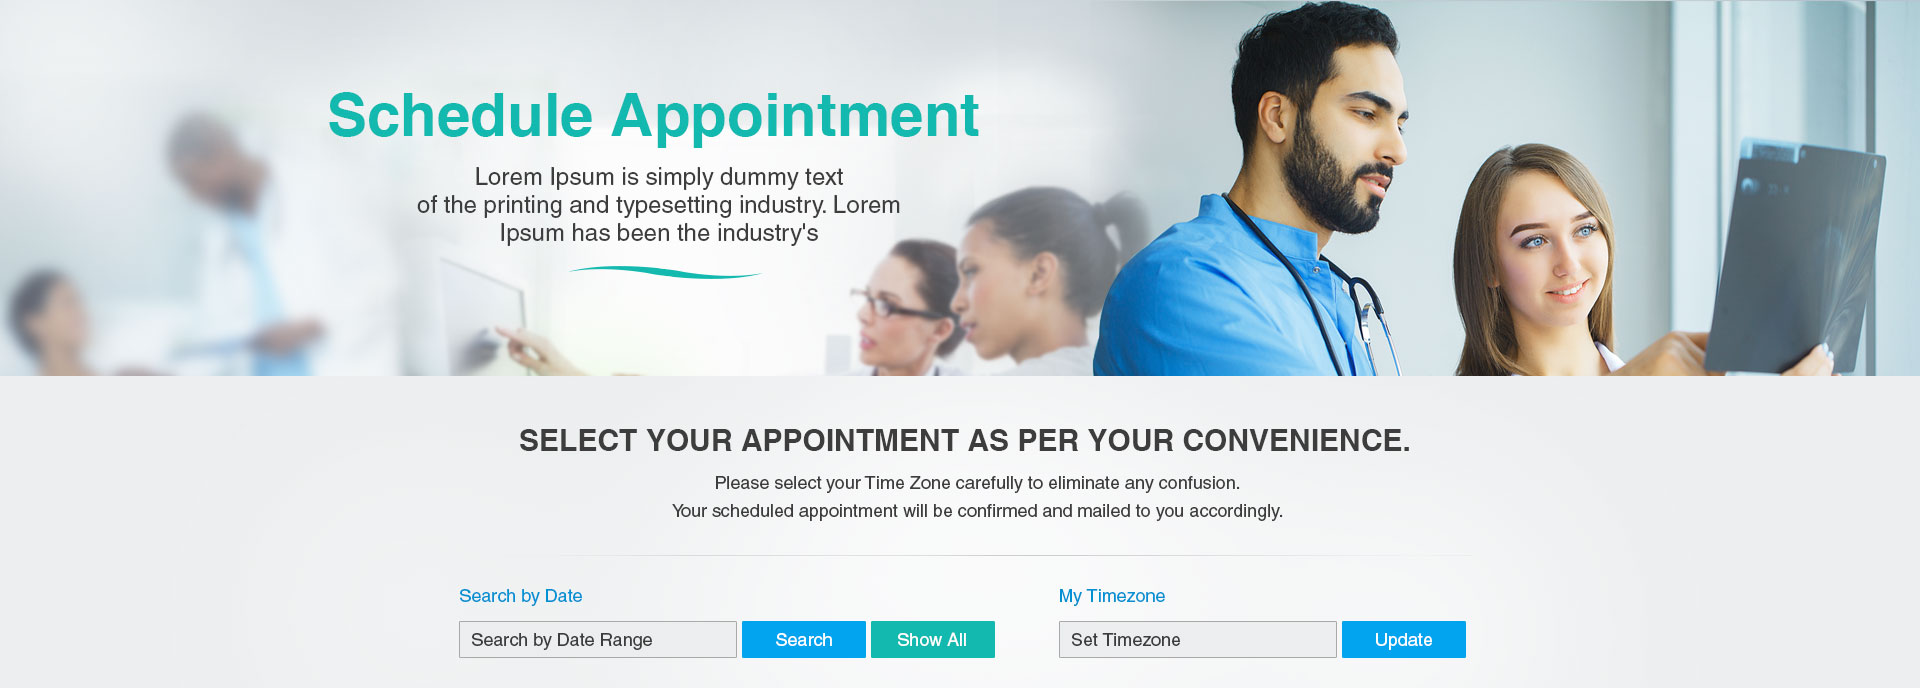 Schedule Appointment
Lorem Ipsum is simply dummy text
of the printing and typesetting industry. Lorem
Ipsum has been the industry's
SELECT YOUR APPOINTMENT AS PER YOUR CONVENIENCE.
Please select your Time Zone carefully to eliminate any confusion.
Your scheduled appointment will be confirmed and mailed to you accordingly.
Search by Date
My Timezone
Search by Date Range
Search
Show All
Set Timezone
Update